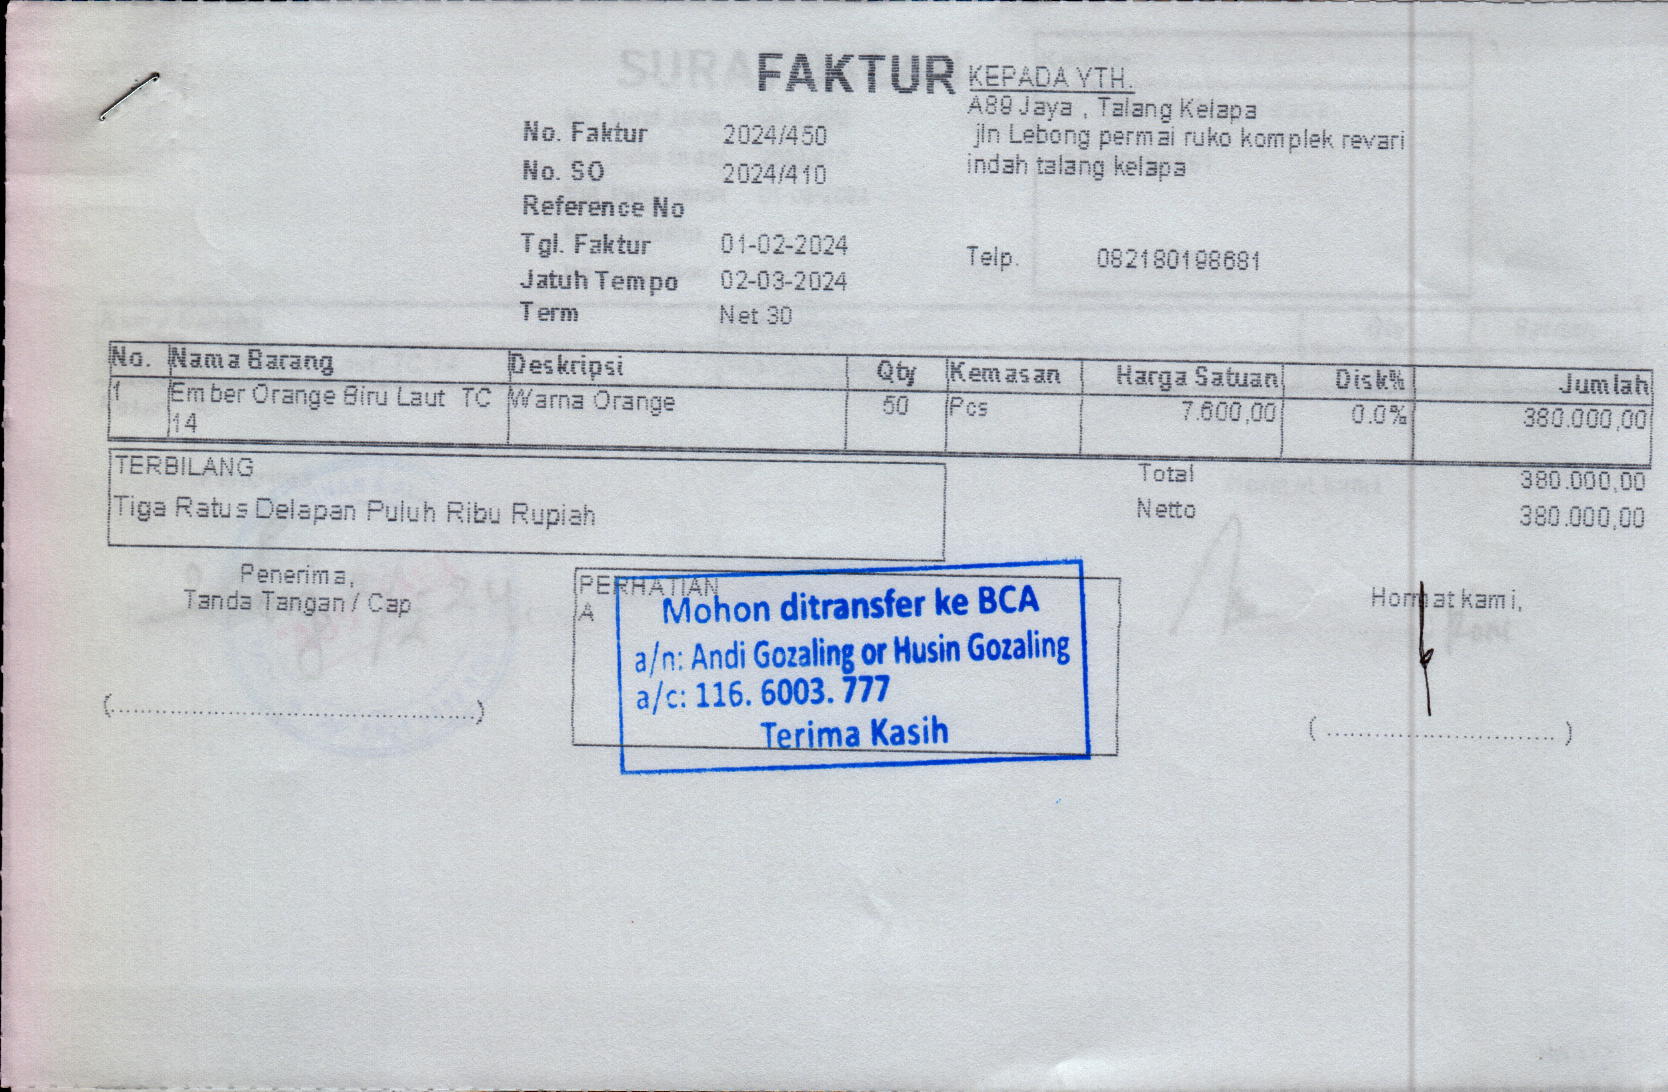 FAKTUR
KEPADA YTH.
A89 Jaya , Talang Kelapa
jln Lebong permai ruko komplek revari
indah talang kelapa
Telp. 082180198681
No. Faktur 2024/450
No. SO 2024/410
Reference No
Tgl. Faktur 01-02-2024
Jatuh Tempo 02-03-2024
Term Net 30
No. Nama Barang Deskripsi Qty Kemasan Harga Satuan Disk% Jumlah
1 Ember Orange Biru Laut TC Warna Orange 50 Pcs 7.600,00 0.0% 380.000,00
14
TERBILANG
Tiga Ratus Delapan Puluh Ribu Rupiah
Total 380.000,00
Netto 380.000,00
Penerima,
Tanda Tangan / Cap
(....................................................)
PERHATIAN
A
Mohon ditransfer ke BCA
a/n: Andi Gozaling or Husin Gozaling
a/c: 116. 6003. 777
Terima Kasih
Hormat kami,
( ................................ )